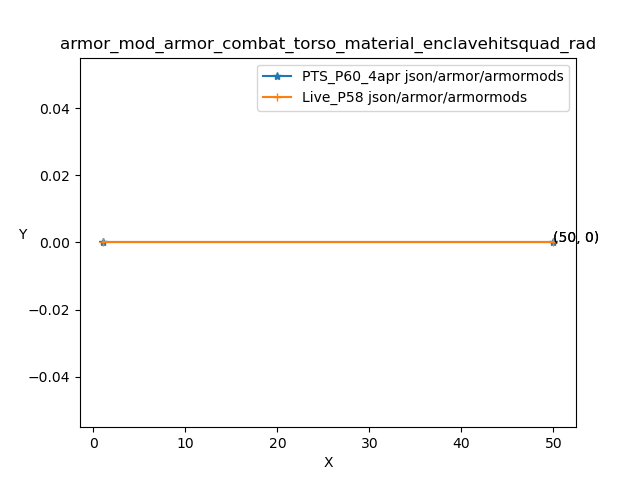 armor_mod_armor_combat_torso_material_enclavehitsquad_rad
PTS_P60_4apr json/armor/armormods
Live_P58 json/armor/armormods
0.04
0.02
Y
0.00
(50, 0)
−0.02
−0.04
0
10
20
30
40
50
X